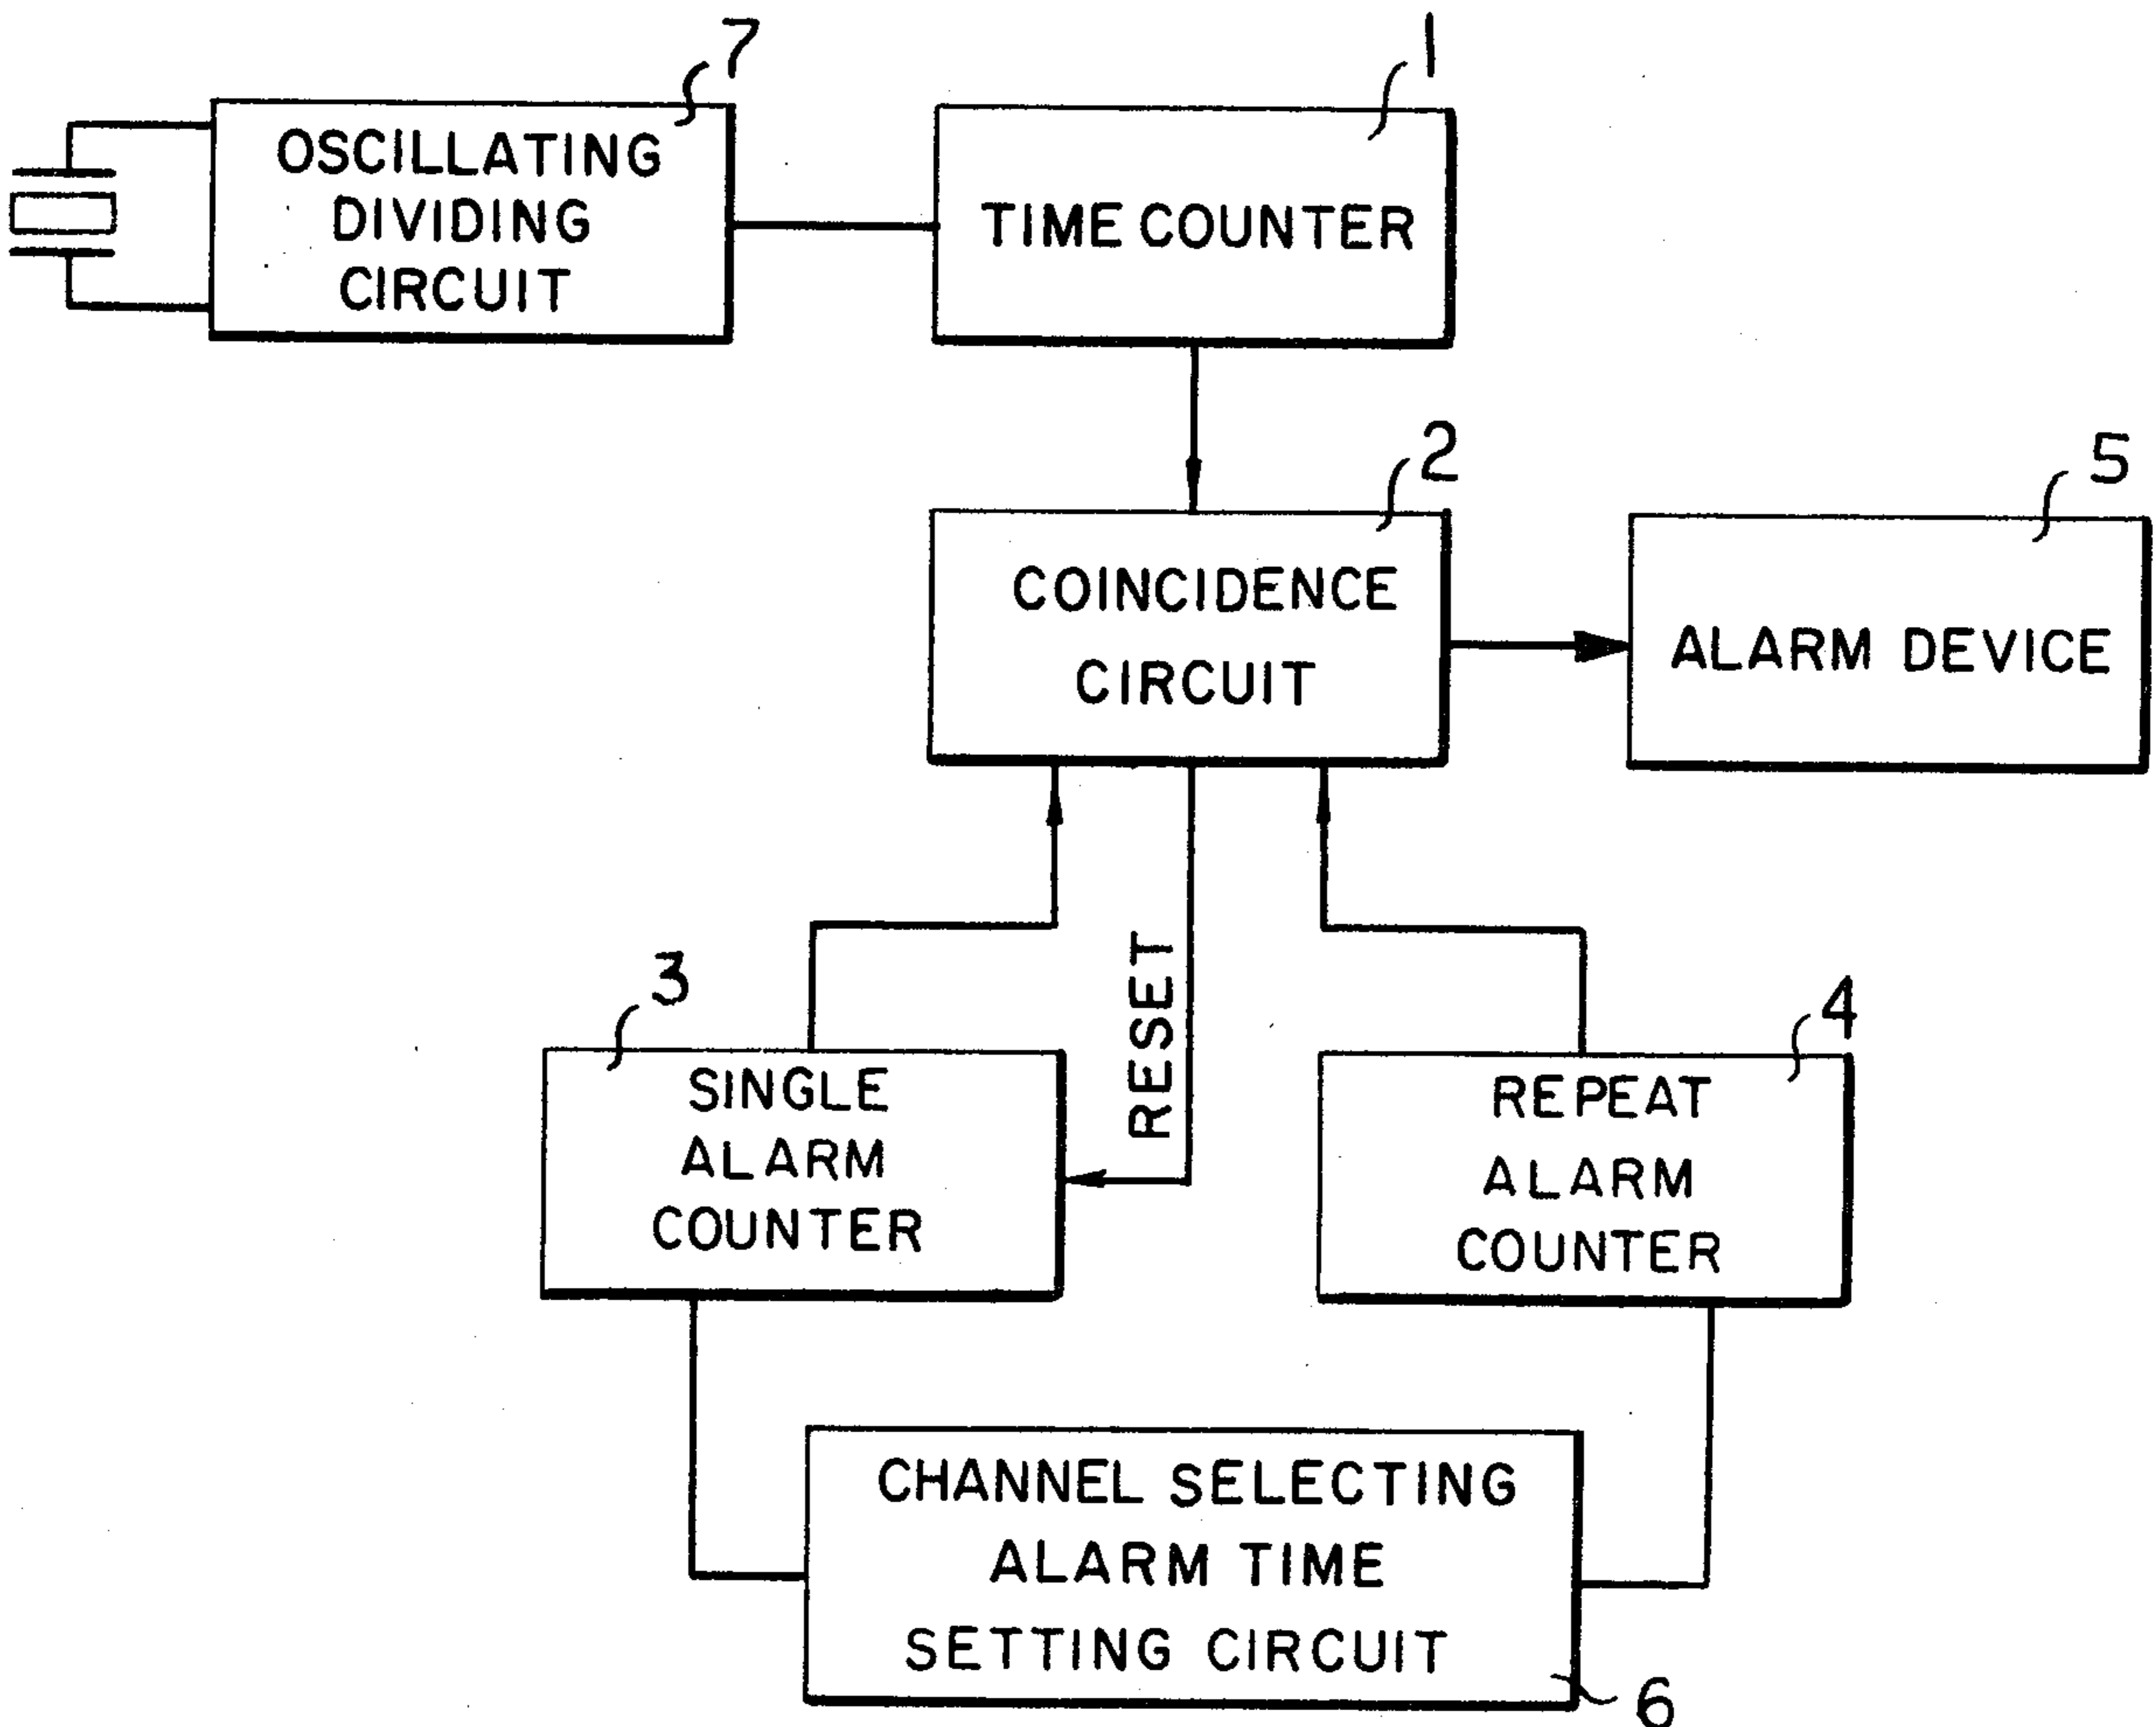 7
1
OSCILLATING
DIVIDING
CIRCUIT
TIME COUNTER
2
5
COINCIDENCE
CIRCUIT
ALARM DEVICE
RESET
3
4
SINGLE
ALARM
COUNTER
REPEAT
ALARM
COUNTER
CHANNEL SELECTING
ALARM TIME
SETTING CIRCUIT
6